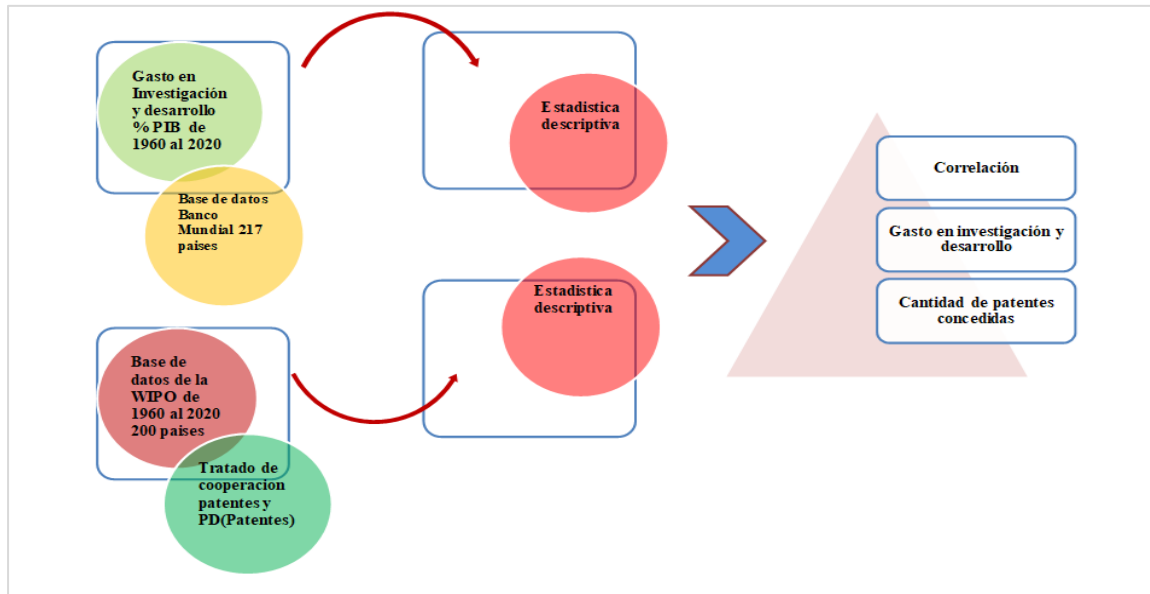 Gasto en
Investigación
y desarrollo
% PIB de
1960 al 2020
Base de datos
Banco
Mundial 217
paises
Estadistica
descriptiva
Base de
datos de la
WIPO de
1960 al 2020
200 paises
Tratado de
cooperacion
patentes y
PD(Patentes)
Estadistica
descriptiva
Correlación
Gasto en investigación y
desarrollo
Cantidad de patentes
concedidas